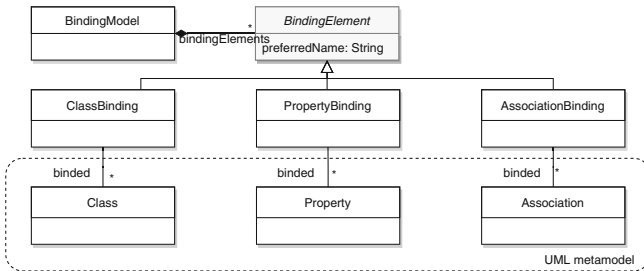 BindingModel
BindingElement
*
bindingElements
preferredName: String
ClassBinding
PropertyBinding
AssociationBinding
binded *
binded *
binded *
Class
Property
Association
UML metamodel